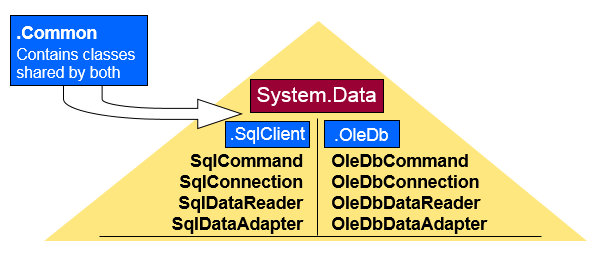 .Common
Contains classes
shared by both
System.Data
.SqlClient
.OleDb
SqlCommand
OleDbCommand
SqlConnection
OleDbConnection
SqlDataReader
OleDbDataReader
SqlDataAdapter
OleDbDataAdapter